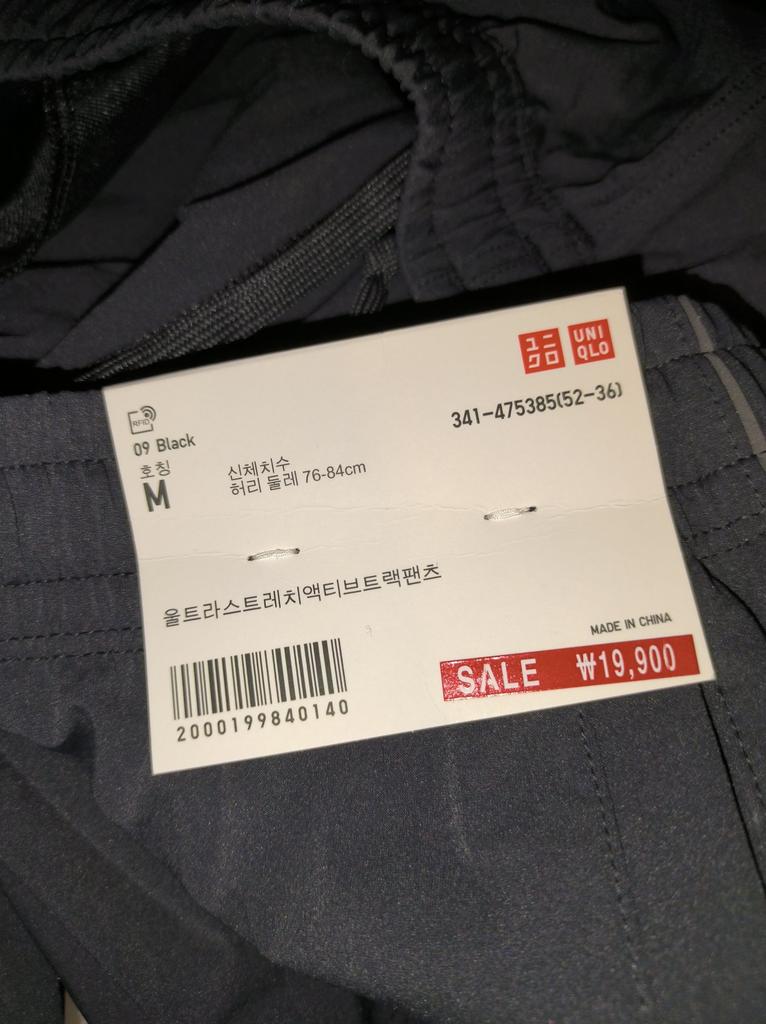 ユニ
クロ
UNI
QLO
RFID
341-475385(52-36)
09 Black
호칭
M
신체치수
허리 둘레 76-84cm
울트라스트레치액티브트랙팬츠
MADE IN CHINA
SALE ₩19,900
2000199840140